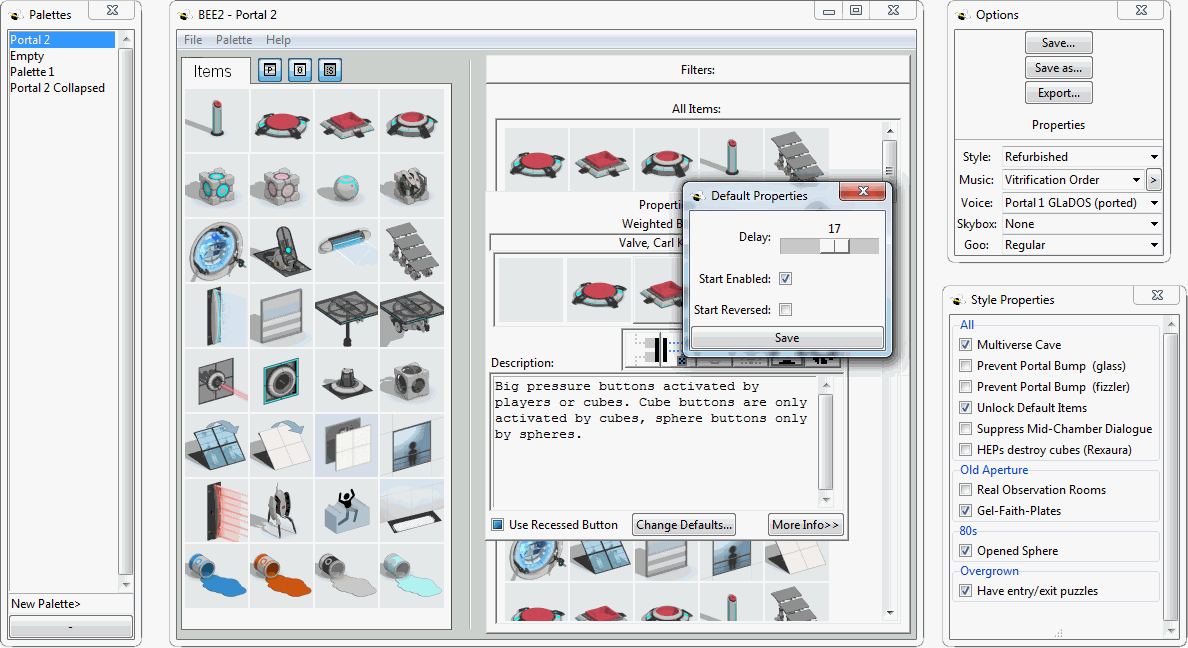 Palettes
Portal 2
Empty
Palette 1
Portal 2 Collapsed
New Palette>
-
BEE2 - Portal 2
File Palette Help
Items
P
O
S
Filters:
All Items:
Weighted B
Valve, Carl K
Description:
Big pressure buttons activated by
players or cubes. Cube buttons are only
activated by cubes, sphere buttons only
by spheres.
Use Recessed Button
Change Defaults...
More Info>>
Default Properties
Delay:
17
Start Enabled:
Start Reversed:
Save
Options
Save...
Save as...
Export...
Properties
Style: Refurbished
Music: Vitrification Order >
Voice: Portal 1 GLaDOS (ported)
Skybox: None
Goo: Regular
Style Properties
All
Multiverse Cave
Prevent Portal Bump (glass)
Prevent Portal Bump (fizzler)
Unlock Default Items
Suppress Mid-Chamber Dialogue
HEPs destroy cubes (Rexaura)
Old Aperture
Real Observation Rooms
Gel-Faith-Plates
80s
Opened Sphere
Overgrown
Have entry/exit puzzles